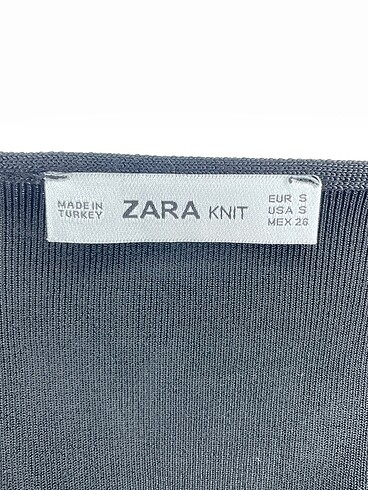 MADE IN
TURKEY
ZARA KNIT
EUR S
USA S
MEX 26